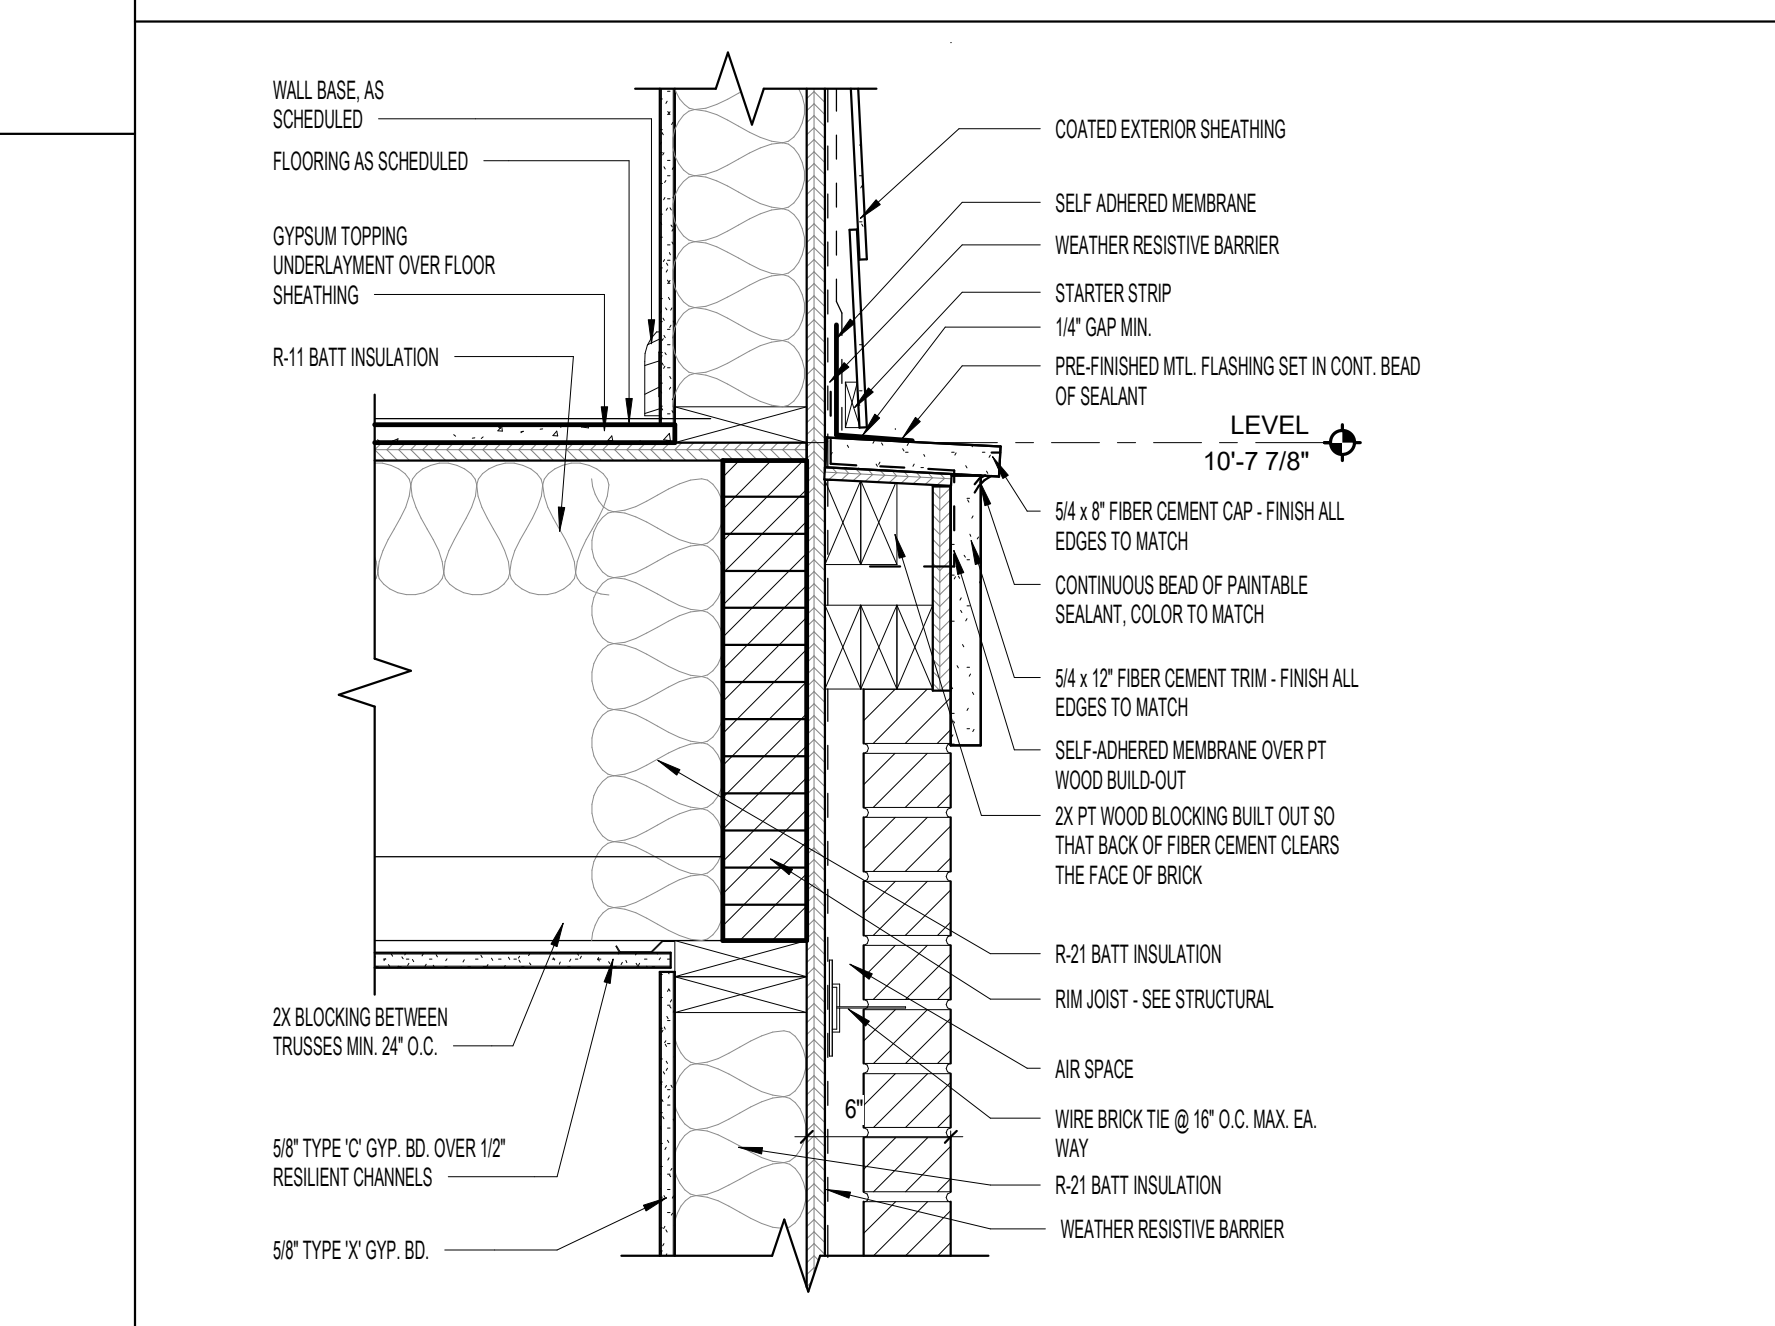 WALL BASE, AS
SCHEDULED
FLOORING AS SCHEDULED
GYPSUM TOPPING
UNDERLAYMENT OVER FLOOR
SHEATHING
R-11 BATT INSULATION
2X BLOCKING BETWEEN
TRUSSES MIN. 24" O.C.
5/8" TYPE 'C' GYP. BD. OVER 1/2"
RESILIENT CHANNELS
5/8" TYPE 'X' GYP. BD.
6"
COATED EXTERIOR SHEATHING
SELF ADHERED MEMBRANE
WEATHER RESISTIVE BARRIER
STARTER STRIP
1/4" GAP MIN.
PRE-FINISHED MTL. FLASHING SET IN CONT. BEAD
OF SEALANT
LEVEL
10'-7 7/8"
5/4 x 8" FIBER CEMENT CAP - FINISH ALL
EDGES TO MATCH
CONTINUOUS BEAD OF PAINTABLE
SEALANT, COLOR TO MATCH
5/4 x 12" FIBER CEMENT TRIM - FINISH ALL
EDGES TO MATCH
SELF-ADHERED MEMBRANE OVER PT
WOOD BUILD-OUT
2X PT WOOD BLOCKING BUILT OUT SO
THAT BACK OF FIBER CEMENT CLEARS
THE FACE OF BRICK
R-21 BATT INSULATION
RIM JOIST - SEE STRUCTURAL
AIR SPACE
WIRE BRICK TIE @ 16" O.C. MAX. EA.
WAY
R-21 BATT INSULATION
WEATHER RESISTIVE BARRIER